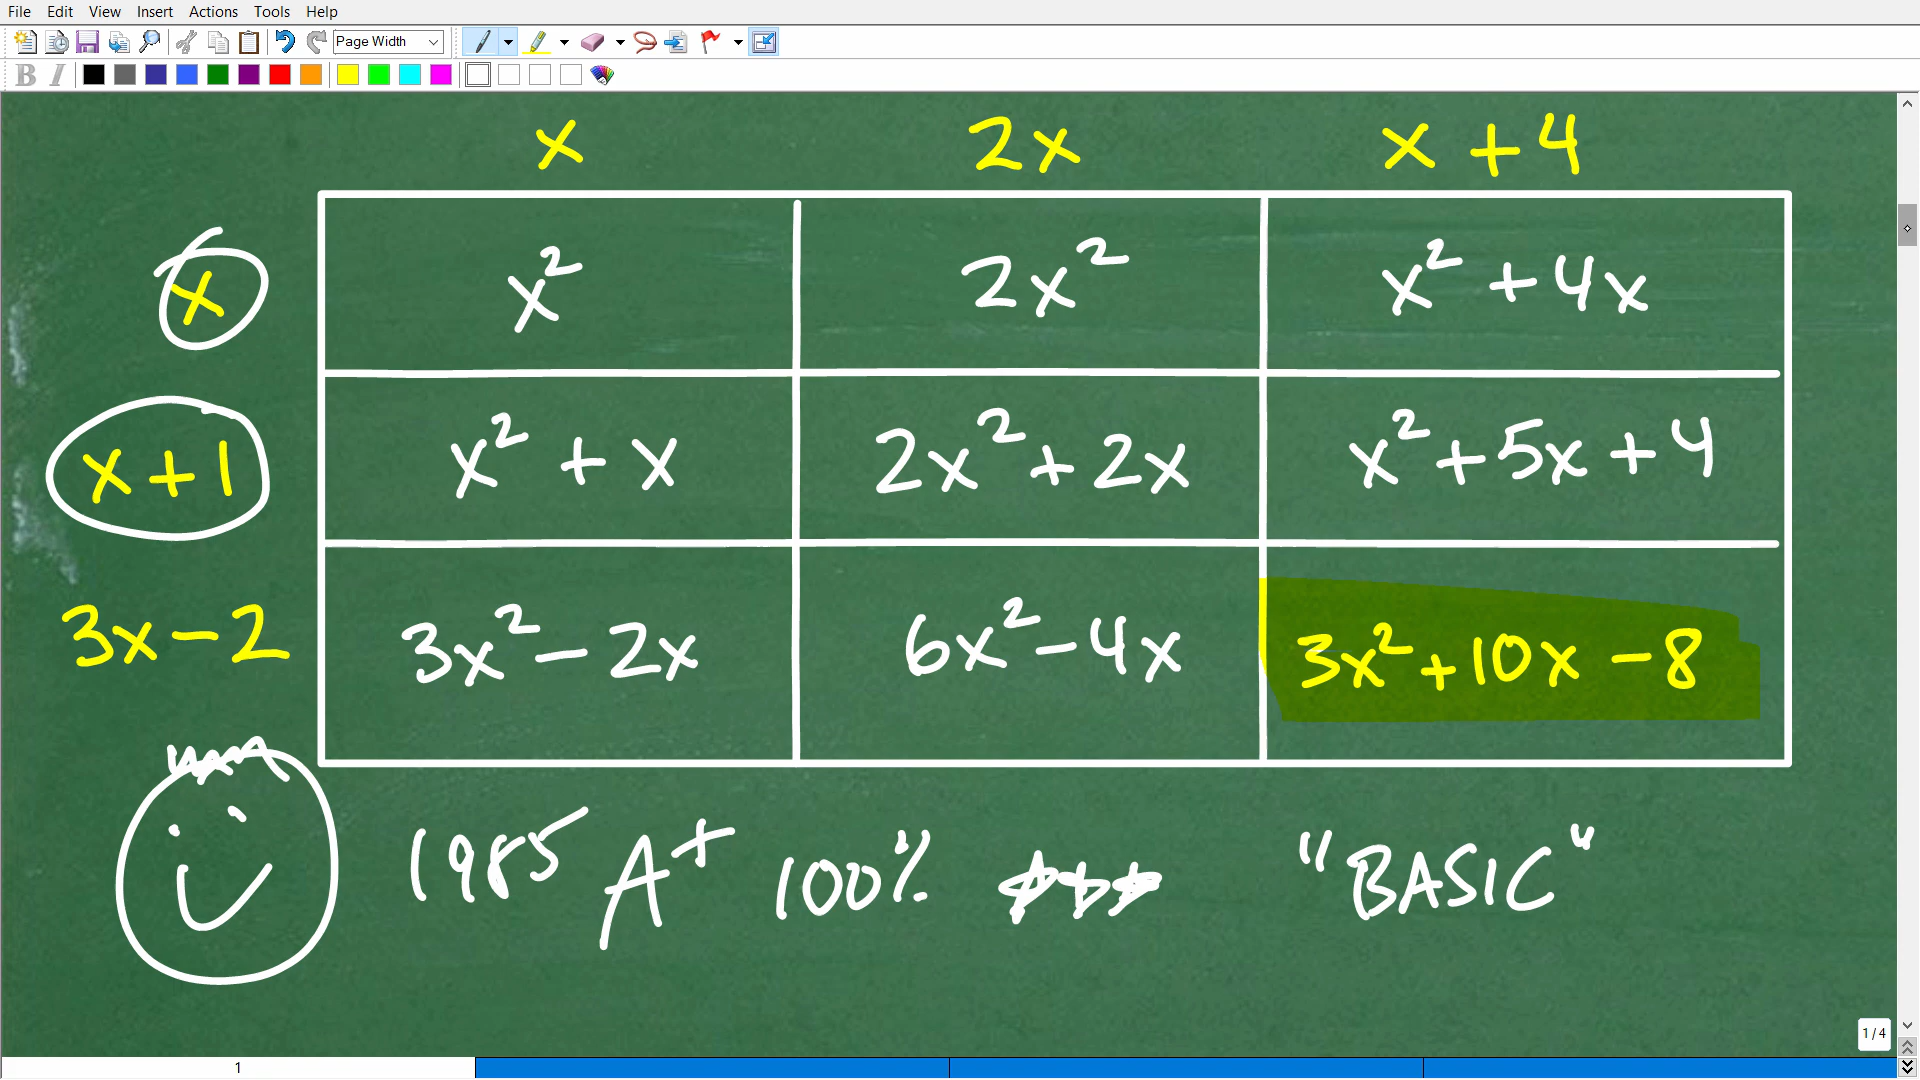 File Edit View Insert Actions Tools Help
Page Width
B I
x 2x x + 4
x x² 2x² x² + 4x
x + 1 x² + x 2x² + 2x x² + 5x + 4
3x - 2 3x² - 2x 6x² - 4x 3x² + 10x - 8
1985 A+ 100% "BASIC"
1 / 4
1